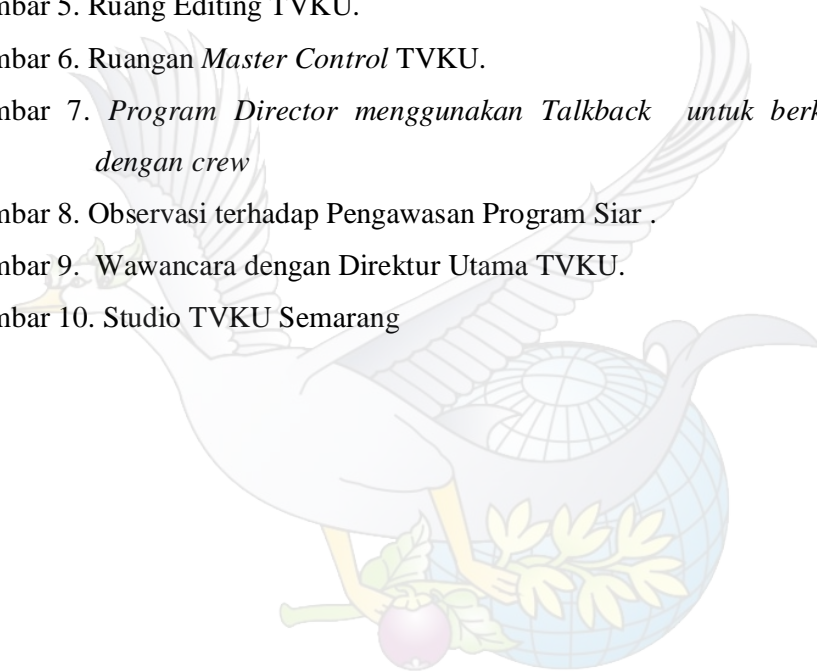 mbar 5. Ruang Editing TVKU.
mbar 6. Ruangan Master Control TVKU.
mbar 7. Program Director menggunakan Talkback untuk berk
dengan crew
mbar 8. Observasi terhadap Pengawasan Program Siar .
mbar 9. Wawancara dengan Direktur Utama TVKU.
mbar 10. Studio TVKU Semarang